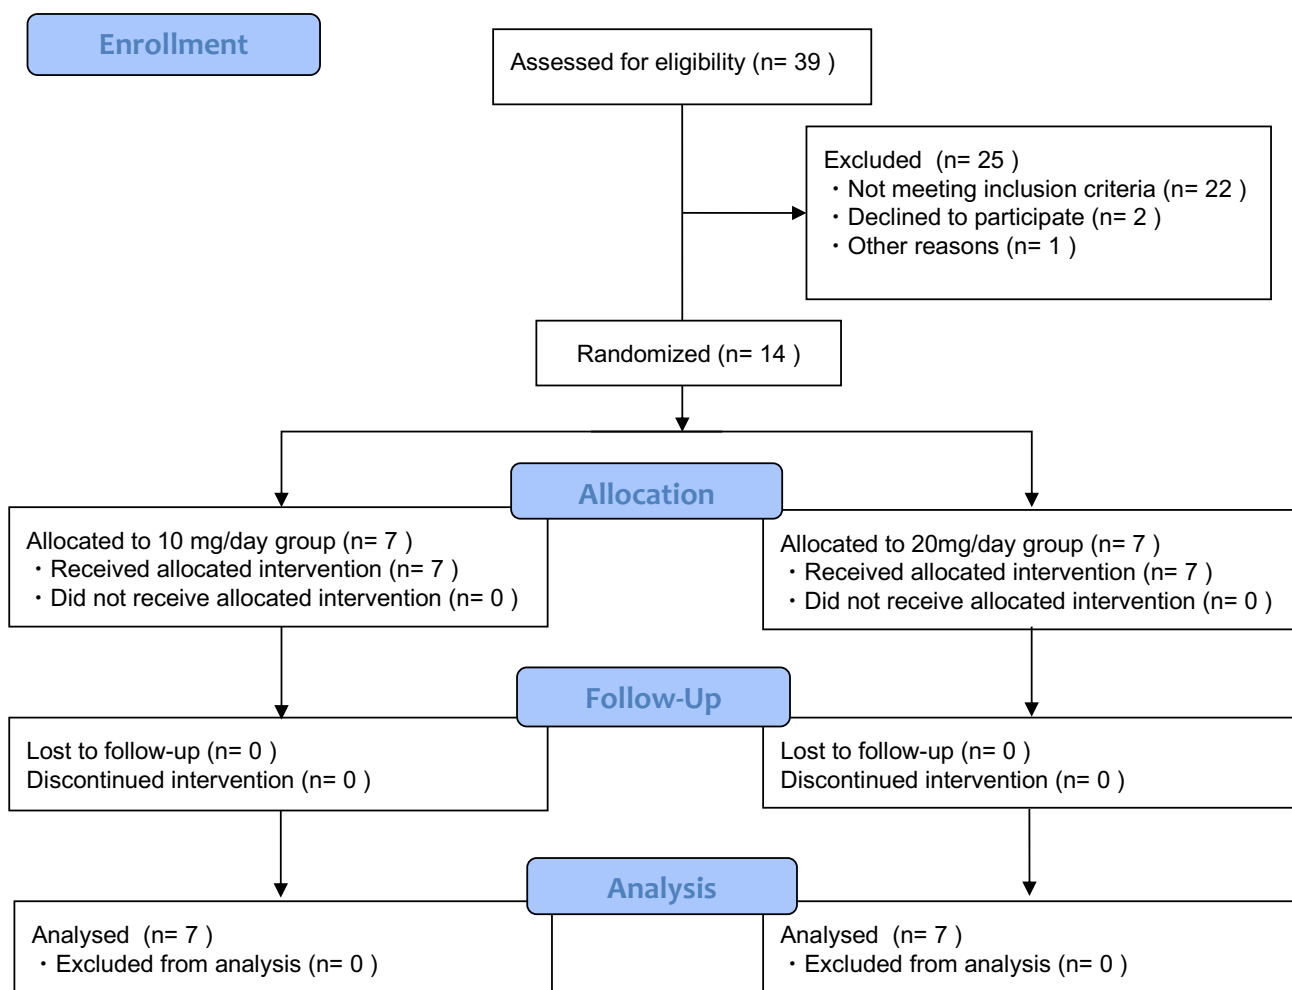 Enrollment
Assessed for eligibility (n= 39 )
Excluded (n= 25 )
・Not meeting inclusion criteria (n= 22 )
・Declined to participate (n= 2 )
・Other reasons (n= 1 )
Randomized (n= 14 )
Allocation
Allocated to 10 mg/day group (n= 7 )
・Received allocated intervention (n= 7 )
・Did not receive allocated intervention (n= 0 )
Allocated to 20mg/day group (n= 7 )
・Received allocated intervention (n= 7 )
・Did not receive allocated intervention (n= 0 )
Follow-Up
Lost to follow-up (n= 0 )
Discontinued intervention (n= 0 )
Lost to follow-up (n= 0 )
Discontinued intervention (n= 0 )
Analysis
Analysed (n= 7 )
・Excluded from analysis (n= 0 )
Analysed (n= 7 )
・Excluded from analysis (n= 0 )